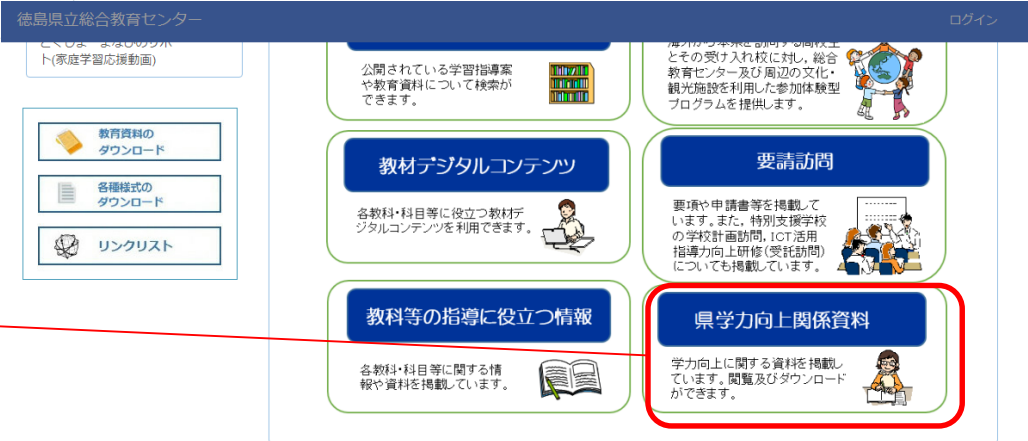 徳島県立総合教育センター
ログイン
ト(家庭学習応援動画)
教育資料の
ダウンロード
各種様式の
ダウンロード
リンクリスト
公開されている学習指導案
や教育資料について検索が
できます。
海外から本県を訪問する高校生
とその受け入れ校に対し,総合
教育センター及び周辺の文化・
観光施設を利用した参加体験型
プログラムを提供します。
教材デジタルコンテンツ
各教科・科目等に役立つ教材デ
ジタルコンテンツを利用できます。
要請訪問
要項や申請書等を掲載して
います。また、特別支援学校
の学校計画訪問,ICT活用
指導力向上研修(受託訪問)
についても掲載しています。
教科等の指導に役立つ情報
各教科・科目等に関する情
報や資料を掲載しています。
県学力向上関係資料
学力向上に関する資料を掲載し
ています。閲覧及びダウンロード
ができます。